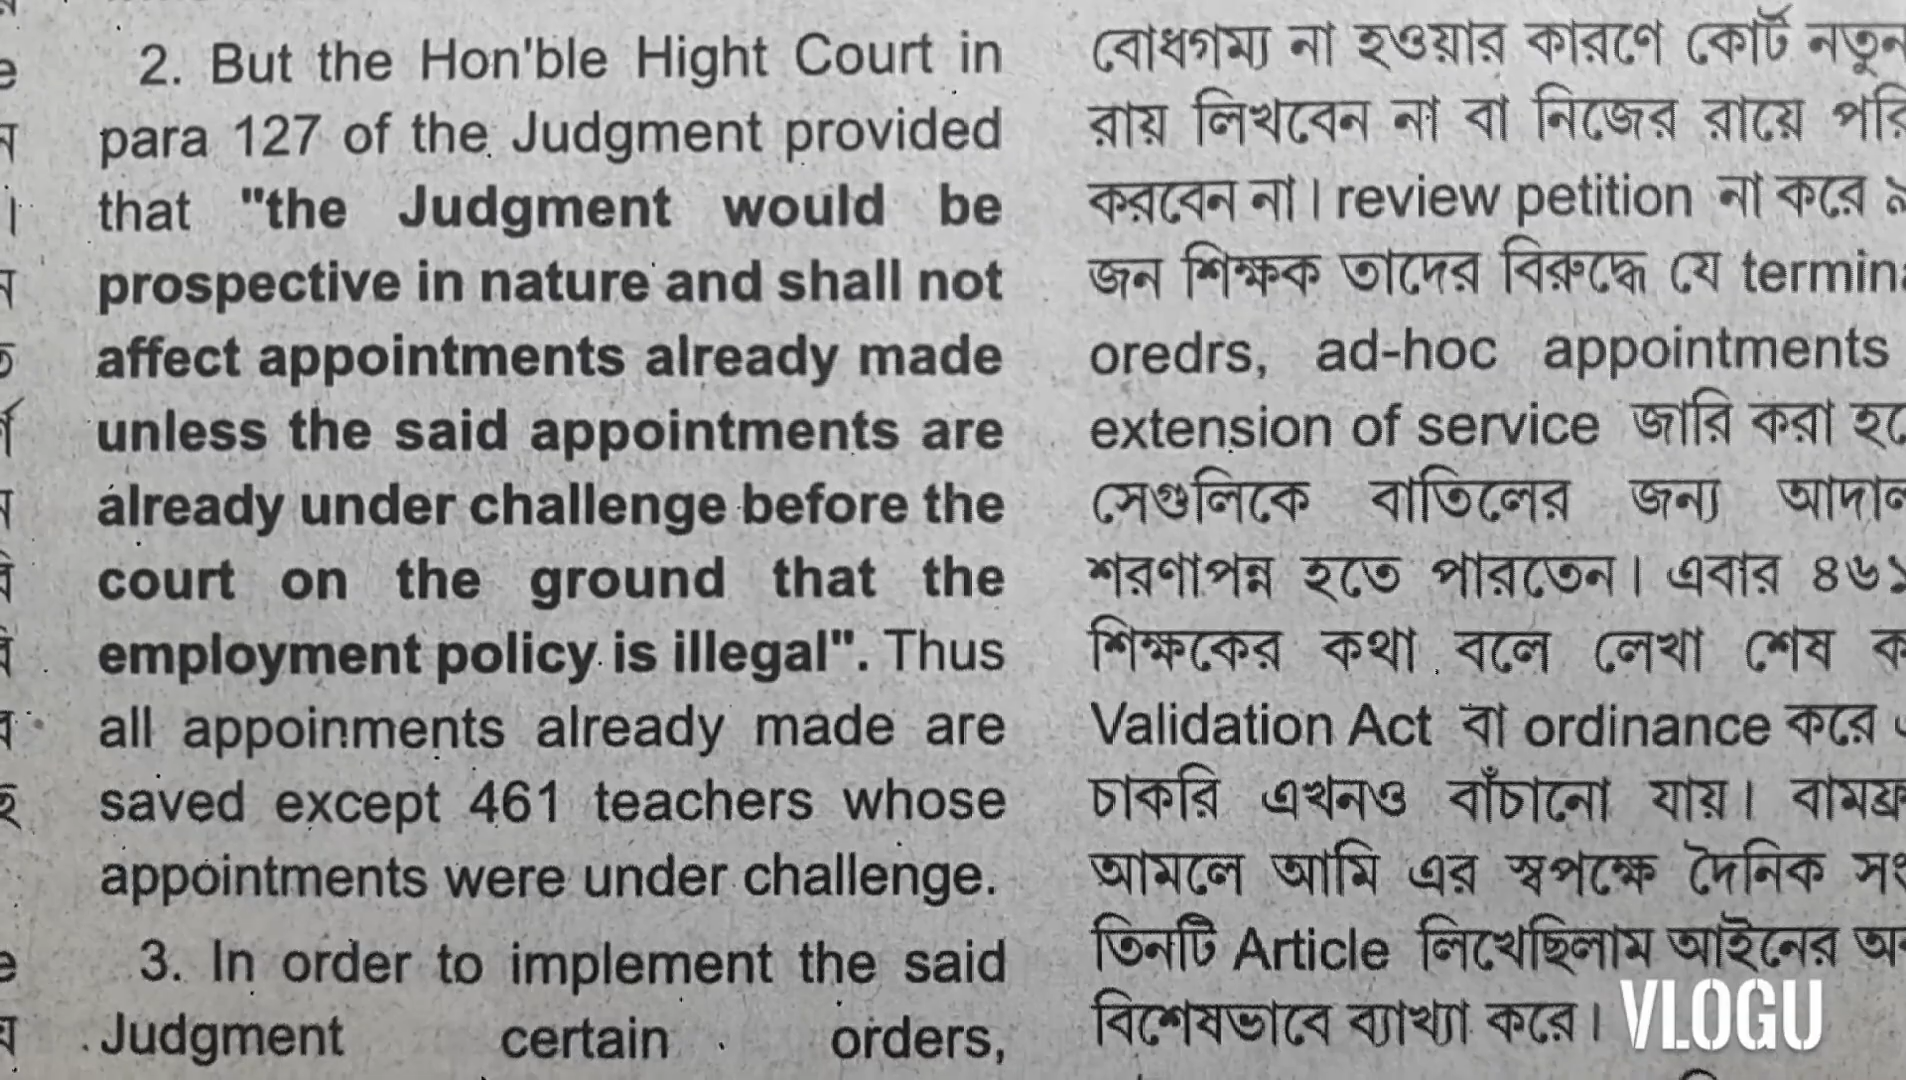 2. But the Hon'ble Hight Court in
para 127 of the Judgment provided
that "the Judgment would be
prospective in nature and shall not
affect appointments already made
unless the said appointments are
already under challenge before the
court on the ground that the
employment policy is illegal". Thus
all appoinments already made are
saved except 461 teachers whose
appointments were under challenge.
3. In order to implement the said
Judgment certain orders,
বোধগম্য না হওয়ার কারণে কোর্ট নতুন
রায় লিখবেন না বা নিজের রায়ে
করবেন না। review petition না করে
জন শিক্ষক তাদের বিরুদ্ধে যে
oredrs, ad-hoc appointments
extension of service জারি করা
সেগুলিকে বাতিলের জন্য
শরণাপন্ন হতে পারতেন। এবার ৪৬১
শিক্ষকের কথা বলে লেখা শেষ
Validation Act বা ordinance করে
চাকরি এখনও বাঁচানো যায়।
আমলে আমি এর স্বপক্ষে দৈনিক
তিনটি Article লিখেছিলাম আইনের
বিশেষভাবে ব্যাখ্যা করে।
VLOGU